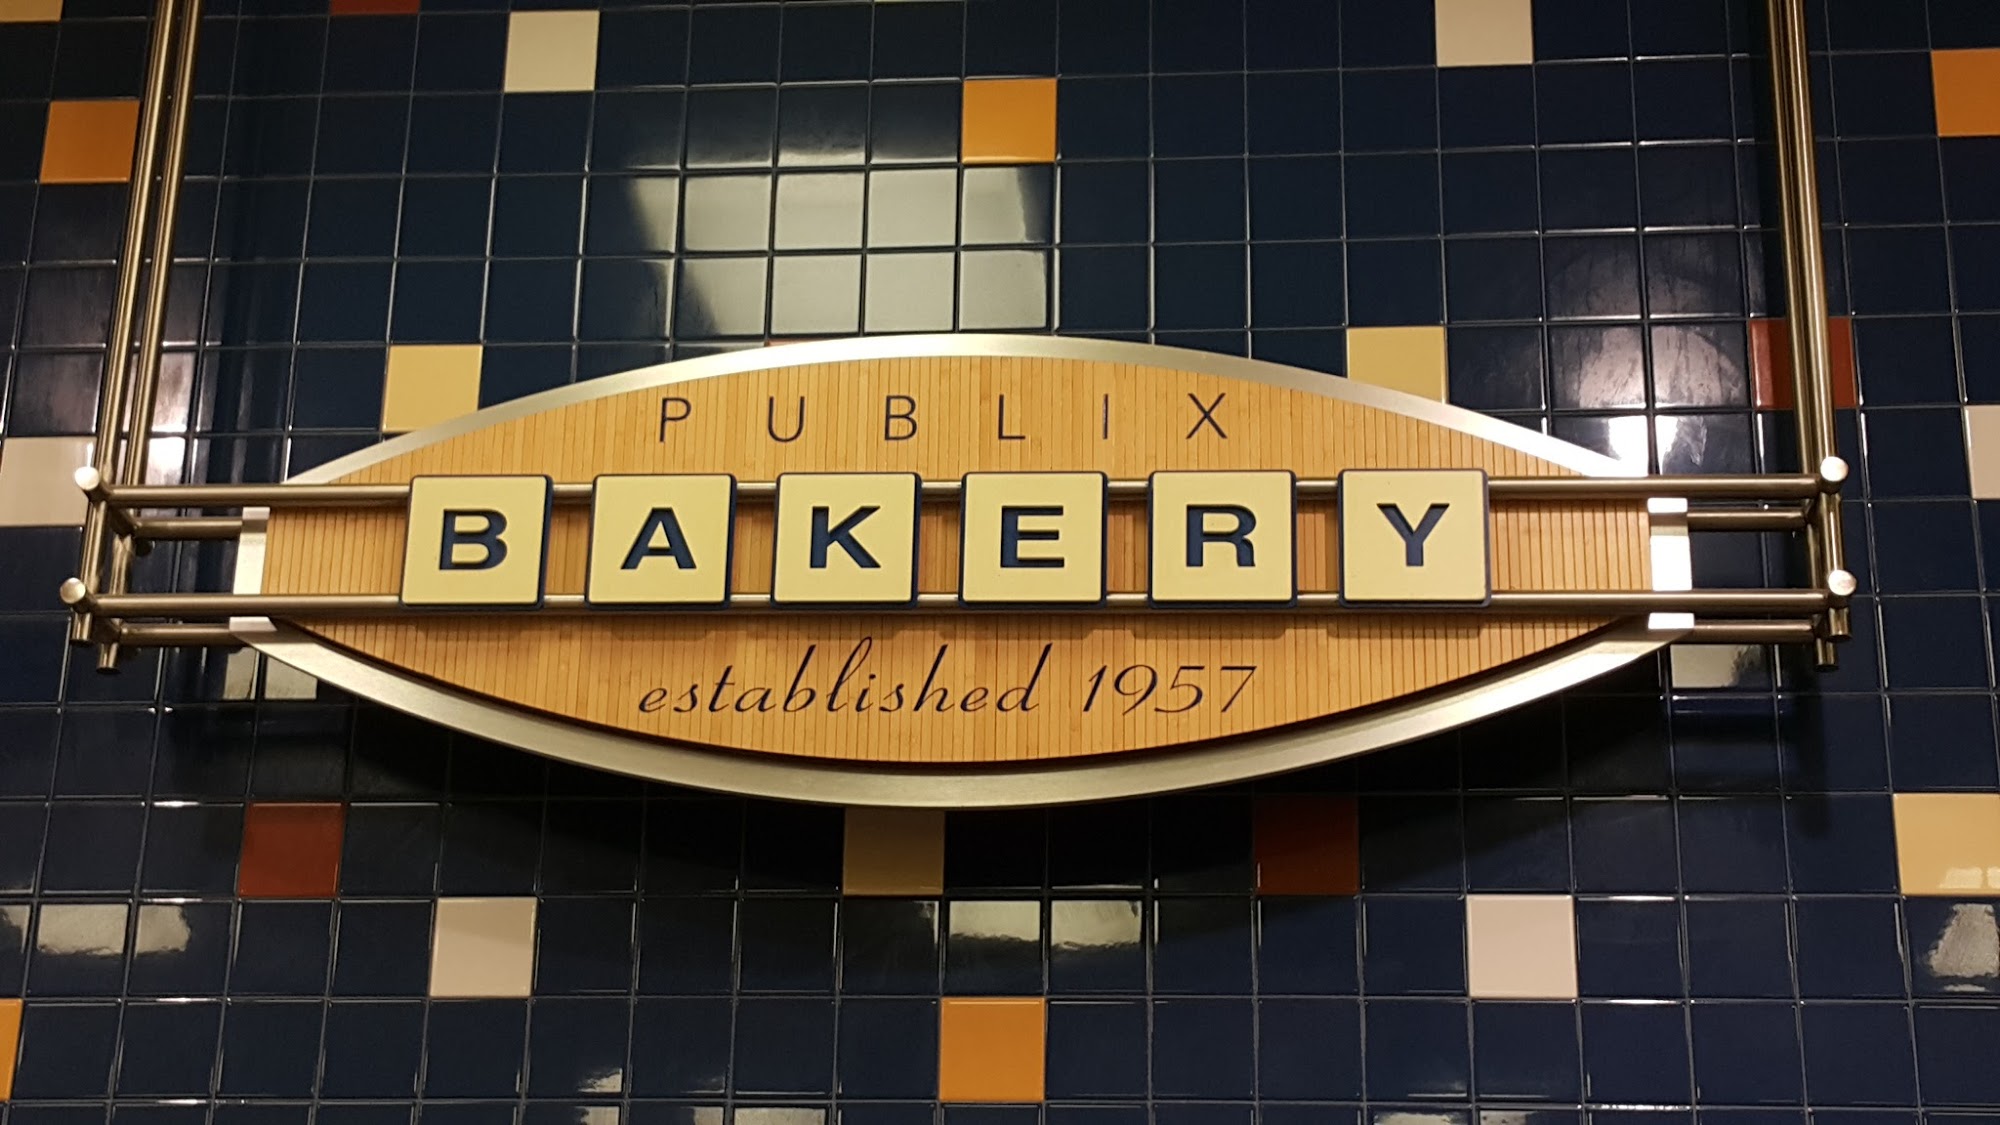 PUBLIX
BAKERY
established 1957